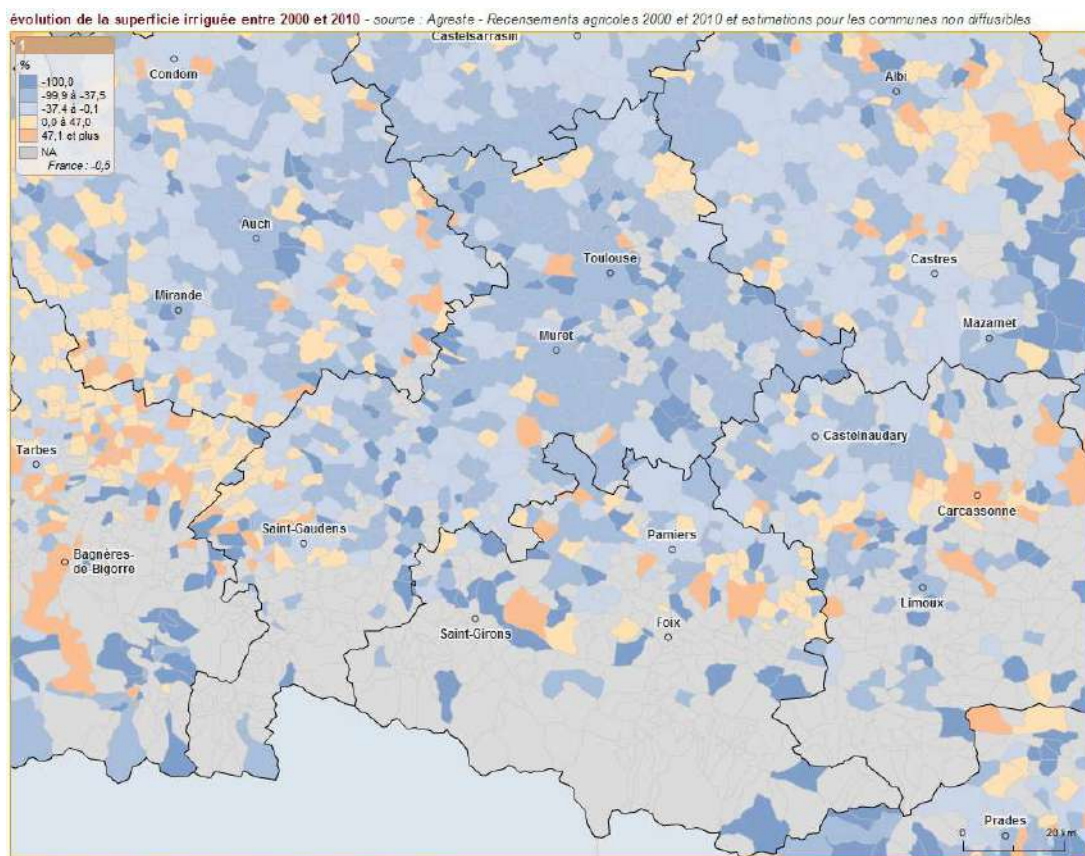 évolution de la superficie irriguée entre 2000 et 2010 - source : Agreste - Recensements agricoles 2000 et 2010 et estimations pour les communes non diffusibles
1
%
-100,0
-99,9 à -37,5
-37,4 à -0,1
0,0 à 47,0
47,1 et plus
NA
France : -0,5
Castelsarrasin
Condom
Albi
Auch
Toulouse
Castres
Mirande
Mazamet
Muret
Castelnaudary
Tarbes
Carcassonne
Saint-Gaudens
Pamiers
Bagnères-
de-Bigorre
Limoux
Saint-Girons
Foix
Prades
0
20 km